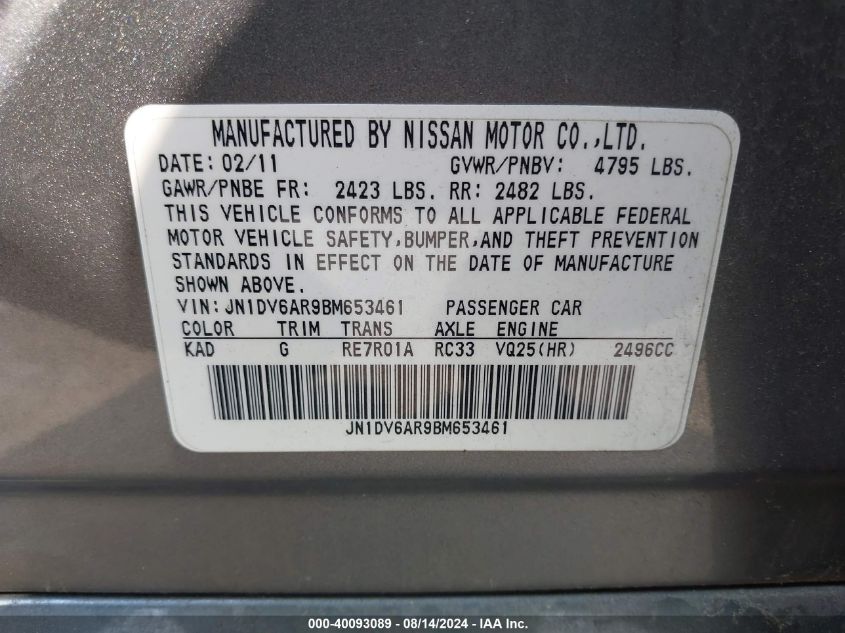 MANUFACTURED BY NISSAN MOTOR CO.,LTD.
DATE: 02/11 GVWR/PNBV: 4795 LBS.
GAWR/PNBE FR: 2423 LBS. RR: 2482 LBS.
THIS VEHICLE CONFORMS TO ALL APPLICABLE FEDERAL
MOTOR VEHICLE SAFETY,BUMPER,AND THEFT PREVENTION
STANDARDS IN EFFECT ON THE DATE OF MANUFACTURE
SHOWN ABOVE.
VIN: JN1DV6AR9BM653461 PASSENGER CAR
COLOR TRIM TRANS AXLE ENGINE
KAD G RE7R01A RC33 VQ25(HR) 2496CC
JN1DV6AR9BM653461
000-40093089 - 08/14/2024 - IAA Inc.